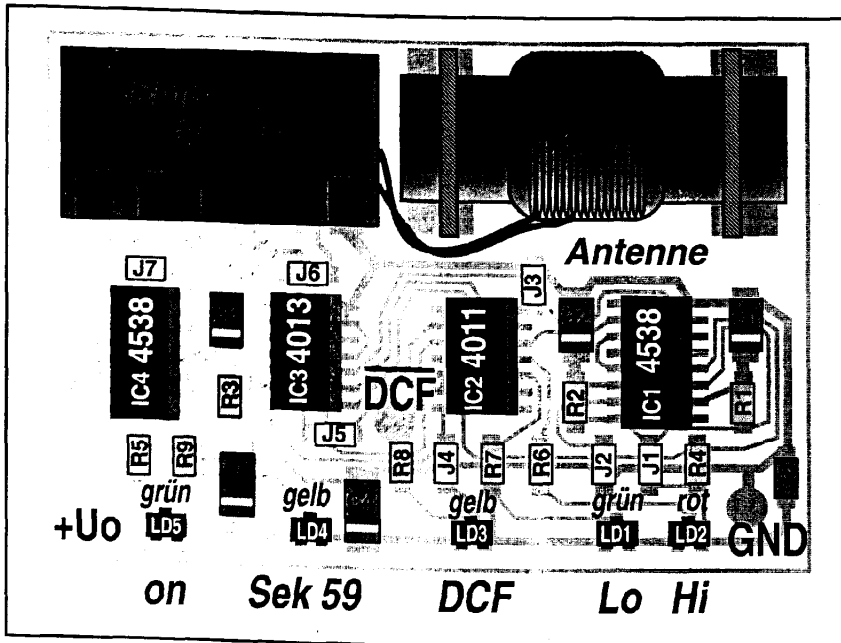 Antenne
J7
J6
J3
IC4 4538
IC3 4013
IC2 4011
IC1 4538
DCF
R3
R2
R1
J5
R5
R9
R8
J4
R7
R6
J2
J1
R4
grün
gelb
gelb
grün
rot
+Uo
LD5
LD4
LD3
LD1
LD2
GND
on
Sek 59
DCF
Lo
Hi